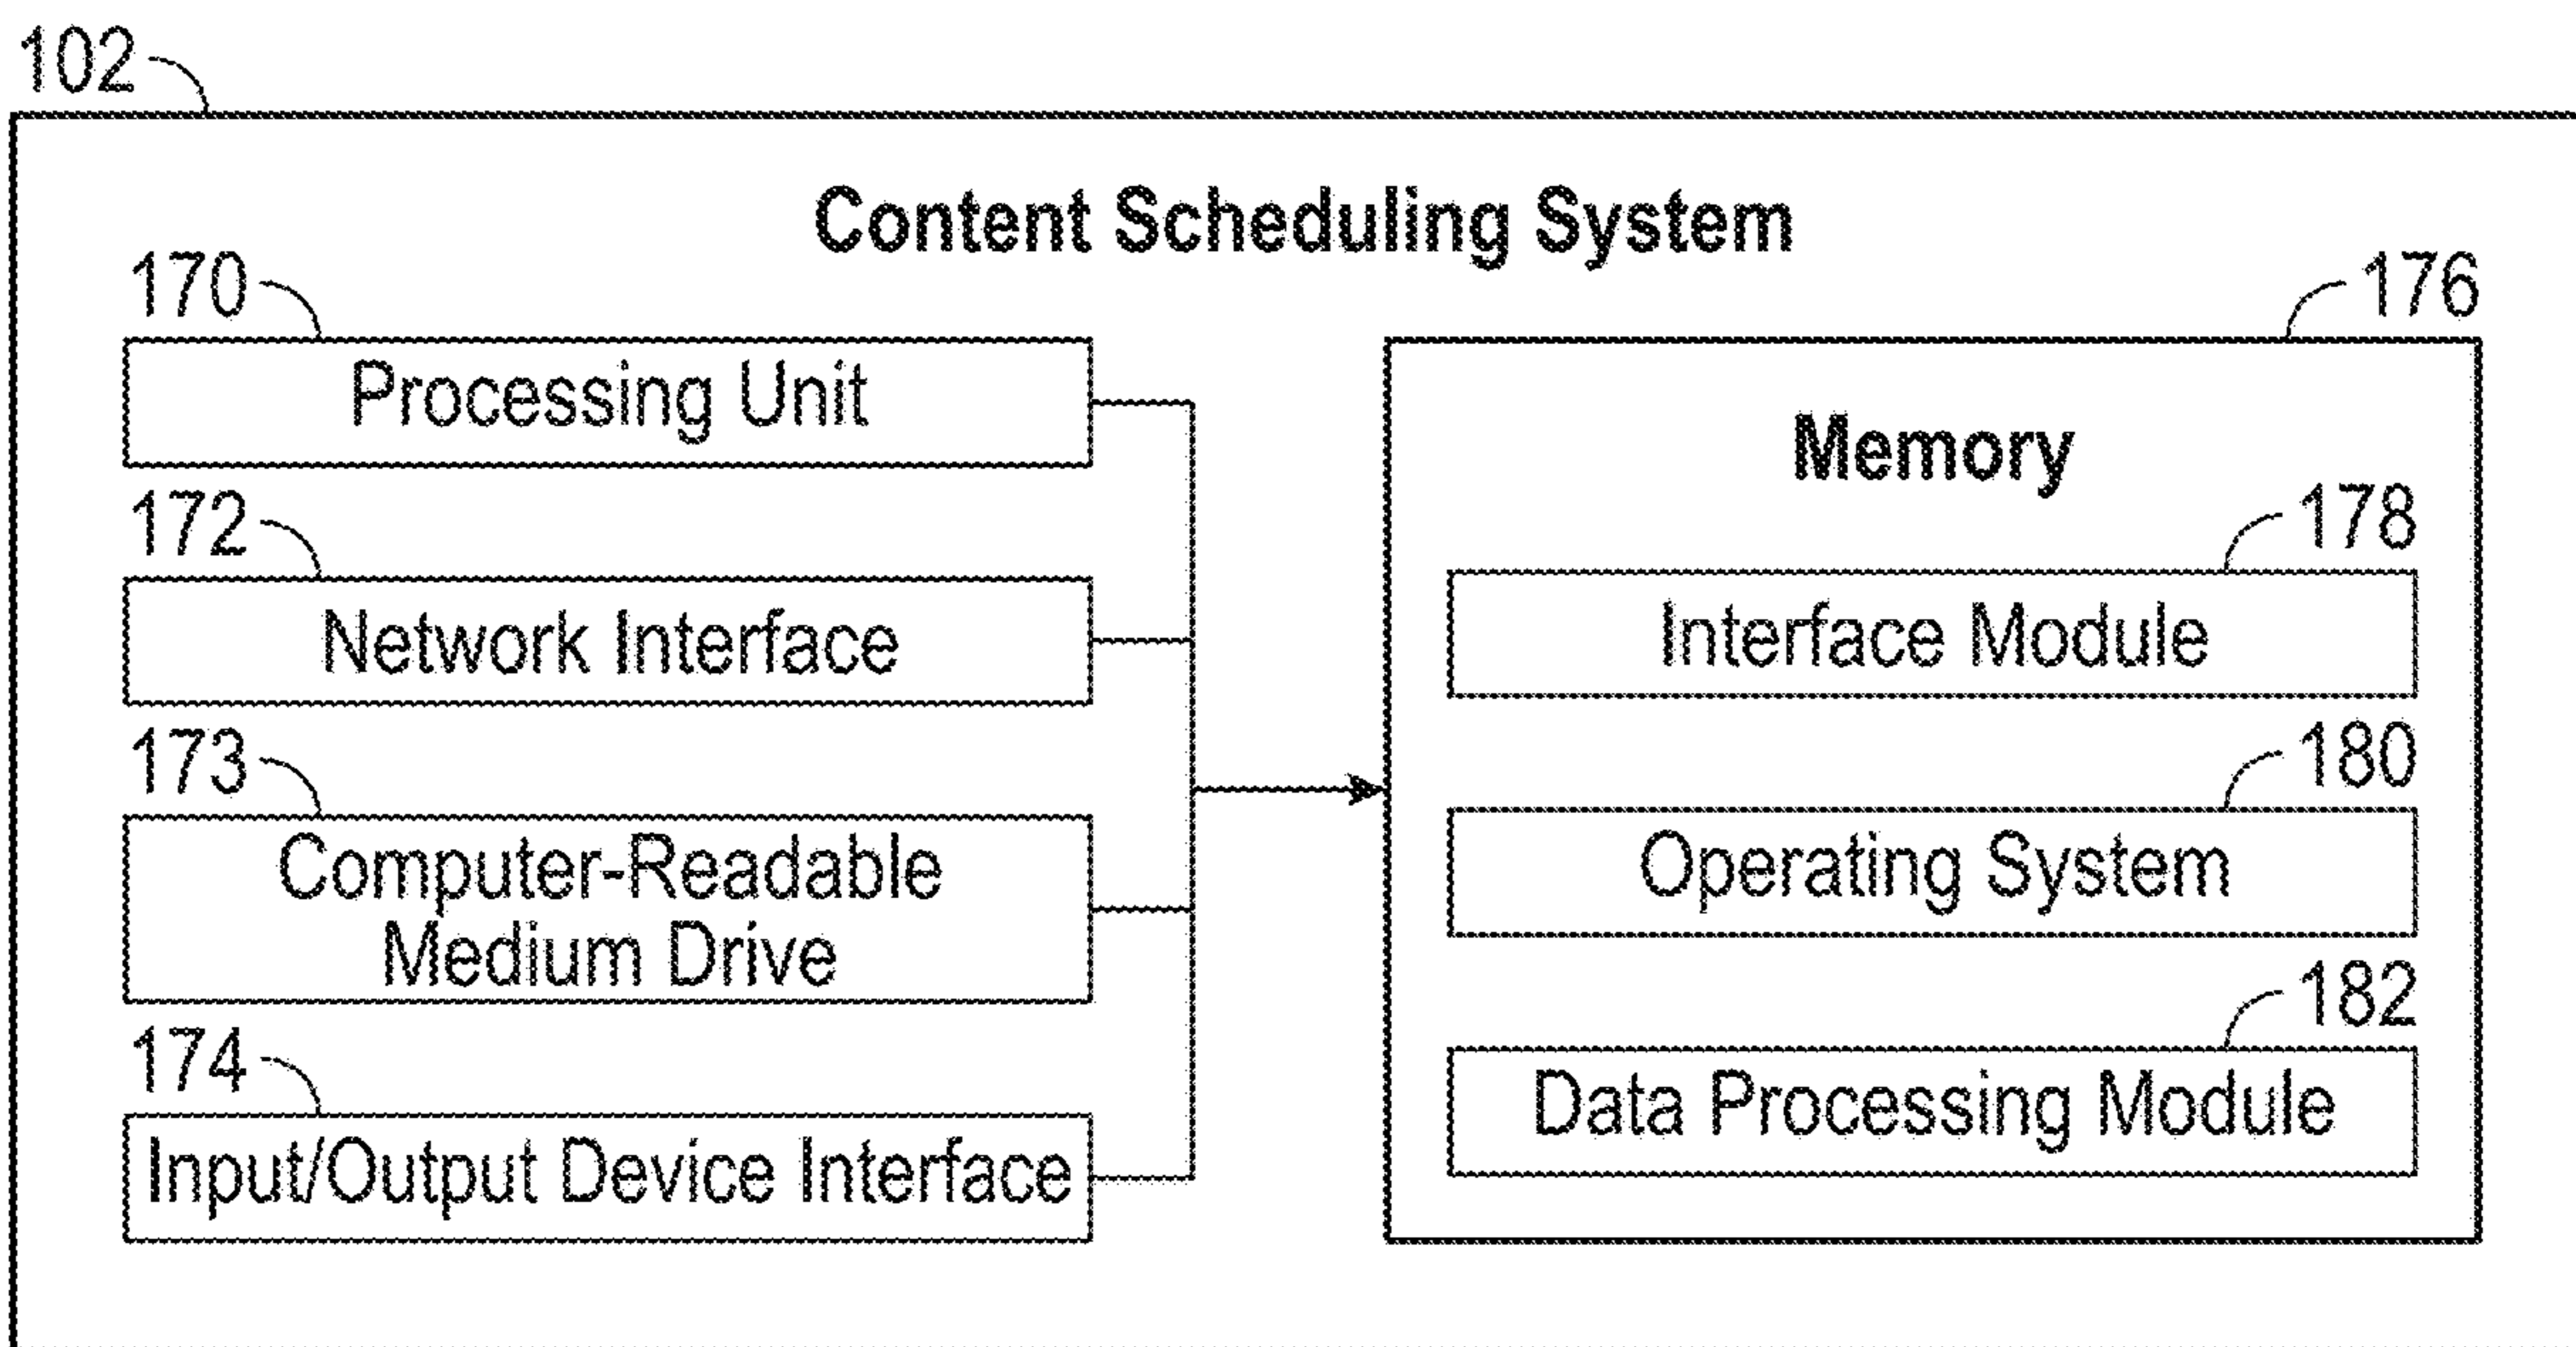 102
Content Scheduling System
170
Processing Unit
172
Network Interface
173
Computer-Readable
Medium Drive
174
Input/Output Device Interface
176
Memory
178
Interface Module
180
Operating System
182
Data Processing Module